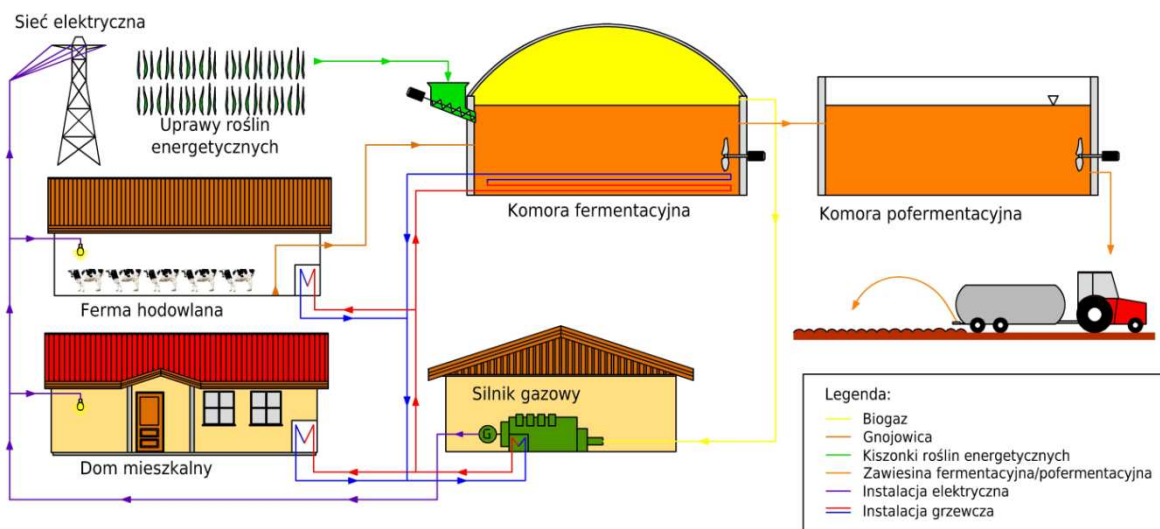 Sieć elektryczna
Uprawy roślin
energetycznych
Komora fermentacyjna
Komora pofermentacyjna
Ferma hodowlana
Silnik gazowy
G
Dom mieszkalny
Legenda:
Biogaz
Gnojowica
Kiszonki roślin energetycznych
Zawiesina fermentacyjna/pofermentacyjna
Instalacja elektryczna
Instalacja grzewcza